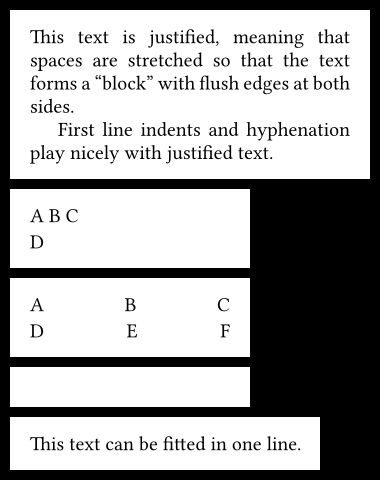 This text is justified, meaning that
spaces are stretched so that the text
forms a “block” with flush edges at both
sides.
First line indents and hyphenation
play nicely with justified text.
A B C
D
A B C
D E F
This text can be fitted in one line.